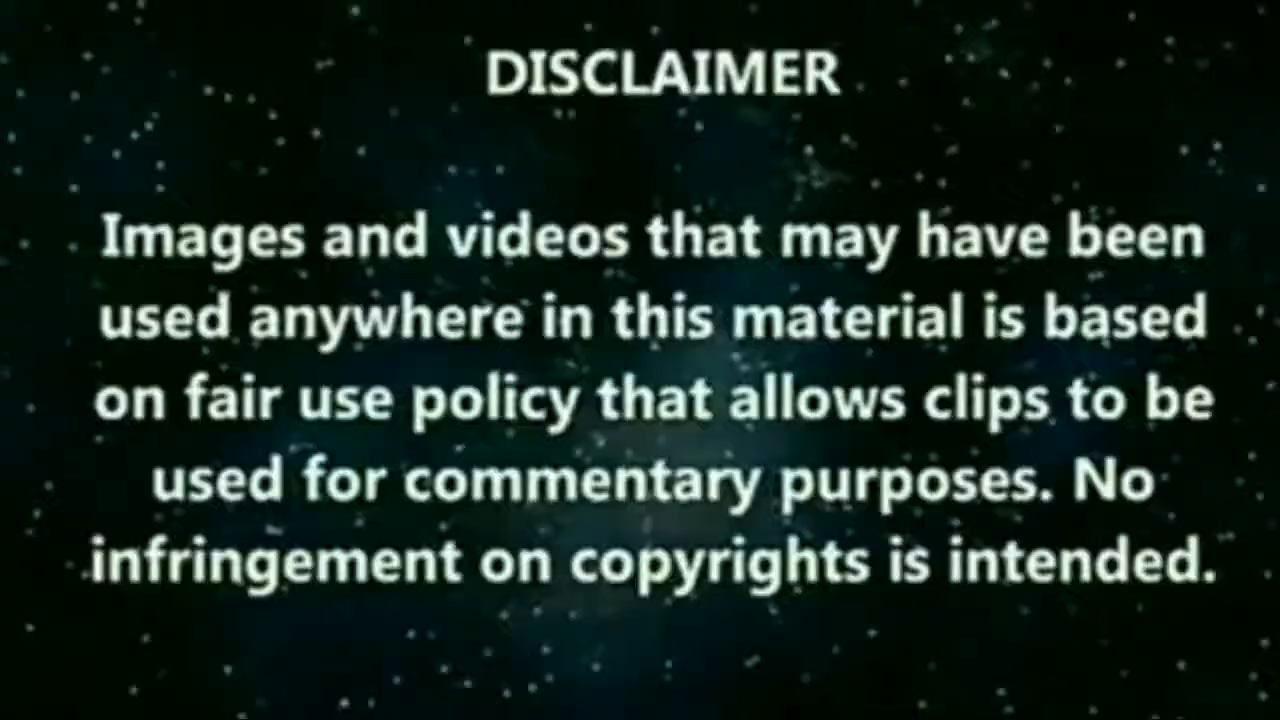 DISCLAIMER
Images and videos that may have been
used anywhere in this material is based
on fair use policy that allows clips to be
used for commentary purposes. No
infringement on copyrights is intended.